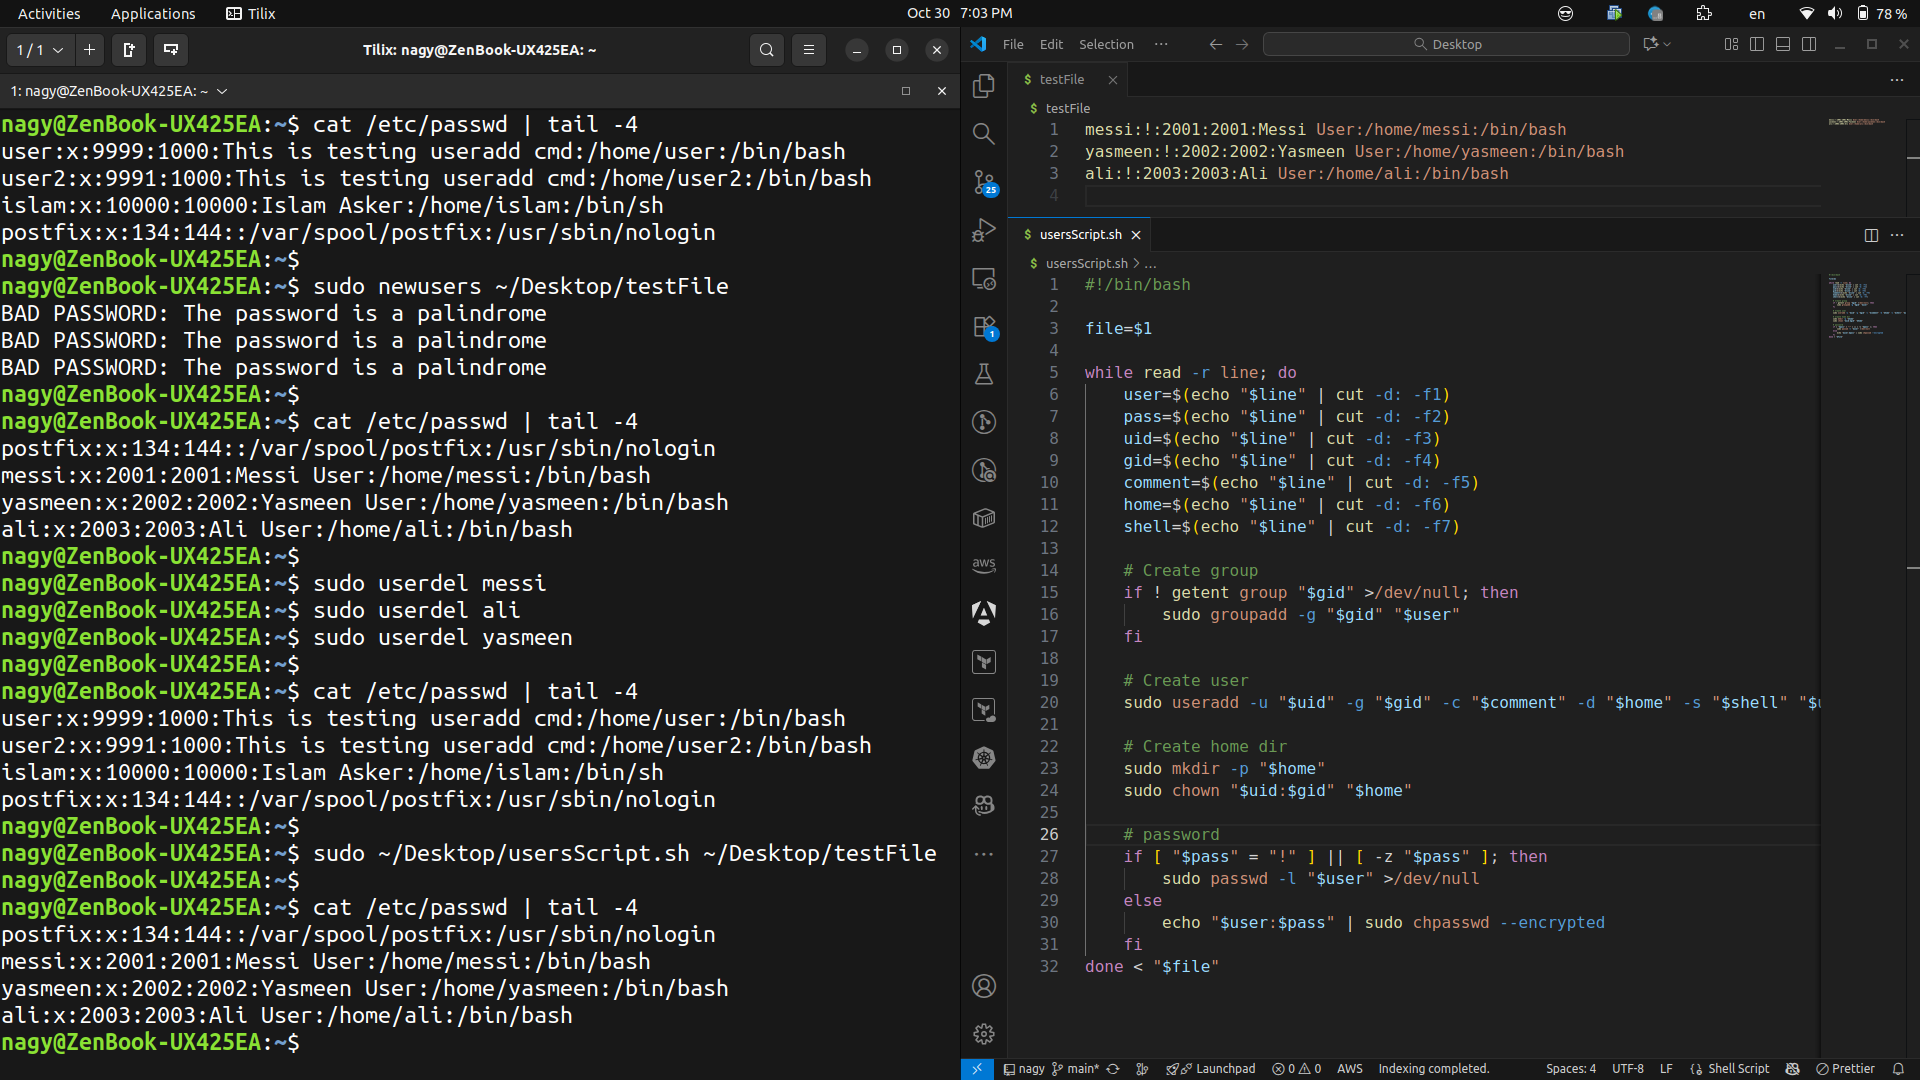 Activities Applications Tilix Oct 30 7:03 PM en 78 %
1 / 1 Tilix: nagy@ZenBook-UX425EA: ~
1: nagy@ZenBook-UX425EA: ~
nagy@ZenBook-UX425EA:~$ cat /etc/passwd | tail -4
user:x:9999:1000:This is testing useradd cmd:/home/user:/bin/bash
user2:x:9991:1000:This is testing useradd cmd:/home/user2:/bin/bash
islam:x:10000:10000:Islam Asker:/home/islam:/bin/sh
postfix:x:134:144::/var/spool/postfix:/usr/sbin/nologin
nagy@ZenBook-UX425EA:~$
nagy@ZenBook-UX425EA:~$ sudo newusers ~/Desktop/testFile
BAD PASSWORD: The password is a palindrome
BAD PASSWORD: The password is a palindrome
BAD PASSWORD: The password is a palindrome
nagy@ZenBook-UX425EA:~$
nagy@ZenBook-UX425EA:~$ cat /etc/passwd | tail -4
postfix:x:134:144::/var/spool/postfix:/usr/sbin/nologin
messi:x:2001:2001:Messi User:/home/messi:/bin/bash
yasmeen:x:2002:2002:Yasmeen User:/home/yasmeen:/bin/bash
ali:x:2003:2003:Ali User:/home/ali:/bin/bash
nagy@ZenBook-UX425EA:~$
nagy@ZenBook-UX425EA:~$ sudo userdel messi
nagy@ZenBook-UX425EA:~$ sudo userdel ali
nagy@ZenBook-UX425EA:~$ sudo userdel yasmeen
nagy@ZenBook-UX425EA:~$
nagy@ZenBook-UX425EA:~$ cat /etc/passwd | tail -4
user:x:9999:1000:This is testing useradd cmd:/home/user:/bin/bash
user2:x:9991:1000:This is testing useradd cmd:/home/user2:/bin/bash
islam:x:10000:10000:Islam Asker:/home/islam:/bin/sh
postfix:x:134:144::/var/spool/postfix:/usr/sbin/nologin
nagy@ZenBook-UX425EA:~$
nagy@ZenBook-UX425EA:~$ sudo ~/Desktop/usersScript.sh ~/Desktop/testFile
nagy@ZenBook-UX425EA:~$
nagy@ZenBook-UX425EA:~$ cat /etc/passwd | tail -4
postfix:x:134:144::/var/spool/postfix:/usr/sbin/nologin
messi:x:2001:2001:Messi User:/home/messi:/bin/bash
yasmeen:x:2002:2002:Yasmeen User:/home/yasmeen:/bin/bash
ali:x:2003:2003:Ali User:/home/ali:/bin/bash
nagy@ZenBook-UX425EA:~$
File Edit Selection ··· Desktop
25
1
aws
$ testFile
$ testFile
1 messi:!:2001:2001:Messi User:/home/messi:/bin/bash
2 yasmeen:!:2002:2002:Yasmeen User:/home/yasmeen:/bin/bash
3 ali:!:2003:2003:Ali User:/home/ali:/bin/bash
4
$ usersScript.sh
$ usersScript.sh > ...
1 #!/bin/bash
2
3 file=$1
4
5 while read -r line; do
6 user=$(echo "$line" | cut -d: -f1)
7 pass=$(echo "$line" | cut -d: -f2)
8 uid=$(echo "$line" | cut -d: -f3)
9 gid=$(echo "$line" | cut -d: -f4)
10 comment=$(echo "$line" | cut -d: -f5)
11 home=$(echo "$line" | cut -d: -f6)
12 shell=$(echo "$line" | cut -d: -f7)
13
14 # Create group
15 if ! getent group "$gid" >/dev/null; then
16 sudo groupadd -g "$gid" "$user"
17 fi
18
19 # Create user
20 sudo useradd -u "$uid" -g "$gid" -c "$comment" -d "$home" -s "$shell"
21
22 # Create home dir
23 sudo mkdir -p "$home"
24 sudo chown "$uid:$gid" "$home"
25
26 # password
27 if [ "$pass" = "!" ] || [ -z "$pass" ]; then
28 sudo passwd -l "$user" >/dev/null
29 else
30 echo "$user:$pass" | sudo chpasswd --encrypted
31 fi
32 done < "$file"
nagy main* Launchpad 0 0 AWS Indexing completed. Spaces: 4 UTF-8 LF Shell Script Prettier